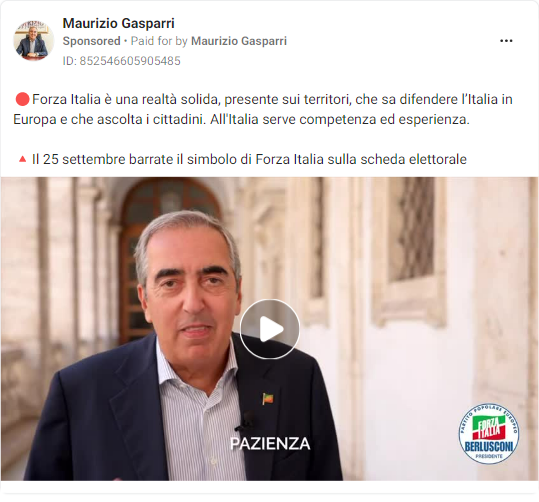 Maurizio Gasparri
Sponsored • Paid for by Maurizio Gasparri
ID: 852546605905485
🔴Forza Italia è una realtà solida, presente sui territori, che sa difendere l’Italia in
Europa e che ascolta i cittadini. All'Italia serve competenza ed esperienza.
🔺Il 25 settembre barrate il simbolo di Forza Italia sulla scheda elettorale
PAZIENZA
PARTITO POPOLARE EUROPEO
FORZA
ITALIA
BERLUSCONI
PRESIDENTE